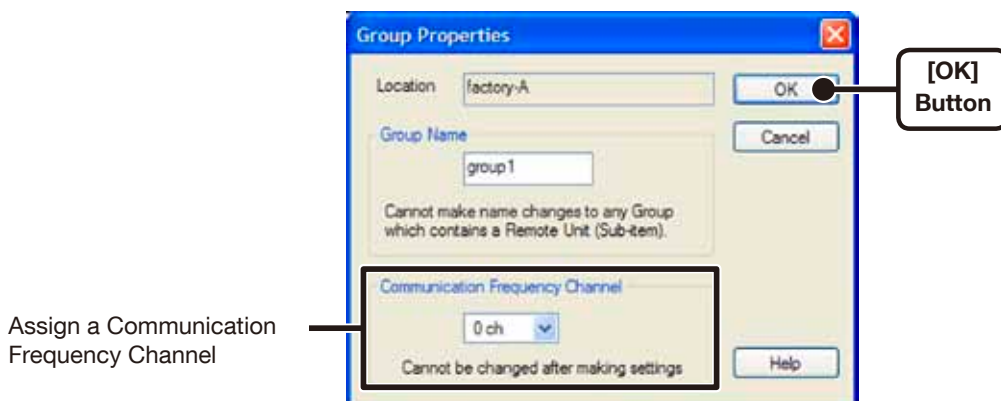 Group Properties
Location factory-A
OK
[OK]
Button
Group Name
Cancel
group1
Cannot make name changes to any Group
which contains a Remote Unit (Sub-item).
Communication Frequency Channel
Assign a Communication
Frequency Channel
0 ch
Cannot be changed after making settings
Help